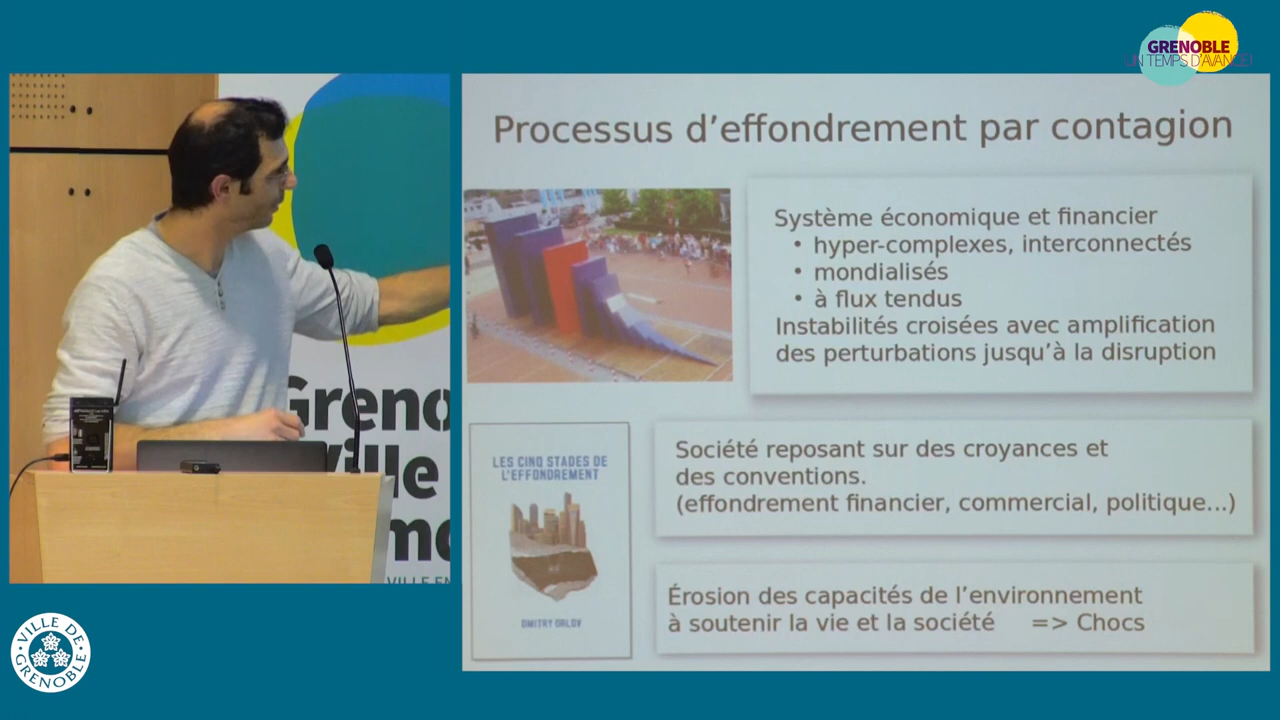 GRENOBLE
UN TEMPS D'AVANCE !
Processus d'effondrement par contagion
Système économique et financier
• hyper-complexes, interconnectés
• mondialisés
• à flux tendus
Instabilités croisées avec amplification
des perturbations jusqu'à la disruption
LES CINQ STADES DE
L'EFFONDREMENT
DMITRY ORLOV
Société reposant sur des croyances et
des conventions.
(effondrement financier, commercial, politique...)
Érosion des capacités de l'environnement
à soutenir la vie et la société => Chocs
Greno
Ville
mo
VILLE EN
VILLE DE
GRENOBLE